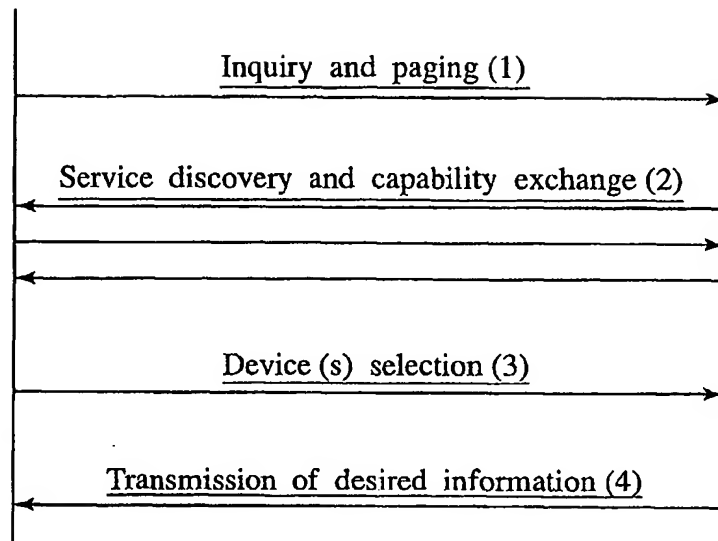 Inquiry and paging (1)
Service discovery and capability exchange (2)
Device (s) selection (3)
Transmission of desired information (4)